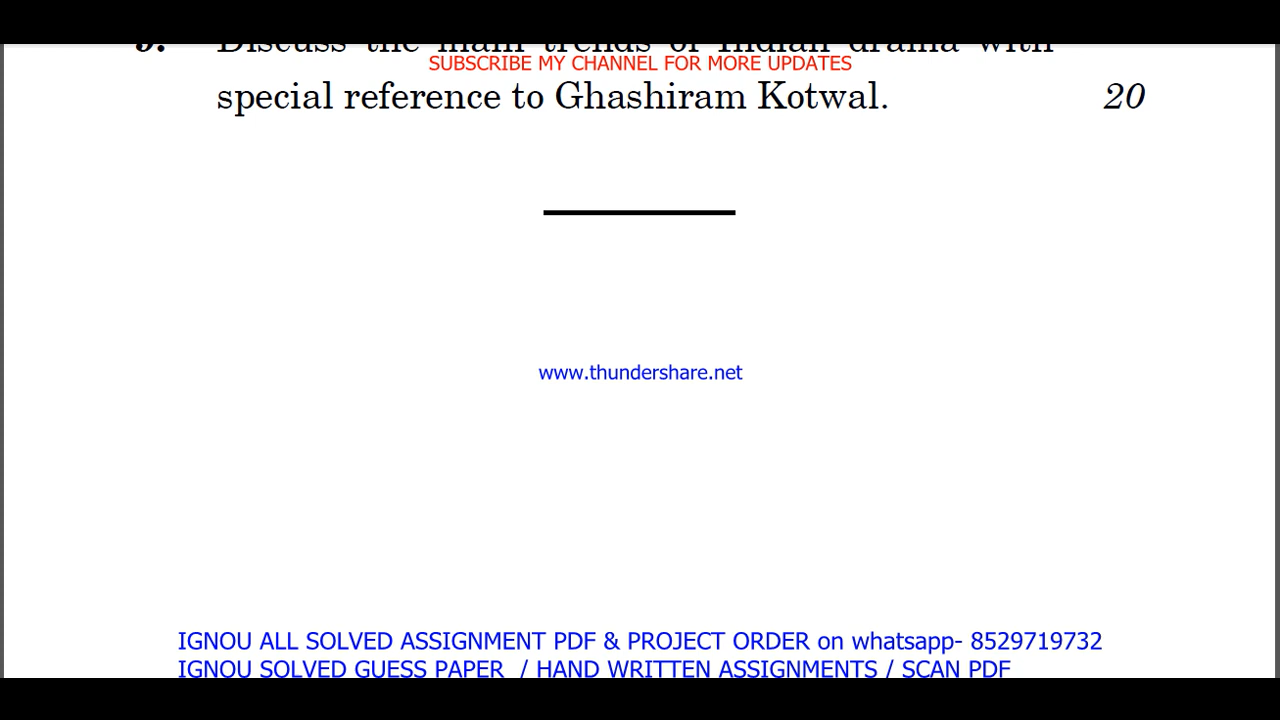 9. Discuss the main trends of Indian drama with
SUBSCRIBE MY CHANNEL FOR MORE UPDATES
special reference to Ghashiram Kotwal. 20
www.thundershare.net
IGNOU ALL SOLVED ASSIGNMENT PDF & PROJECT ORDER on whatsapp- 8529719732
IGNOU SOLVED GUESS PAPER / HAND WRITTEN ASSIGNMENTS / SCAN PDF